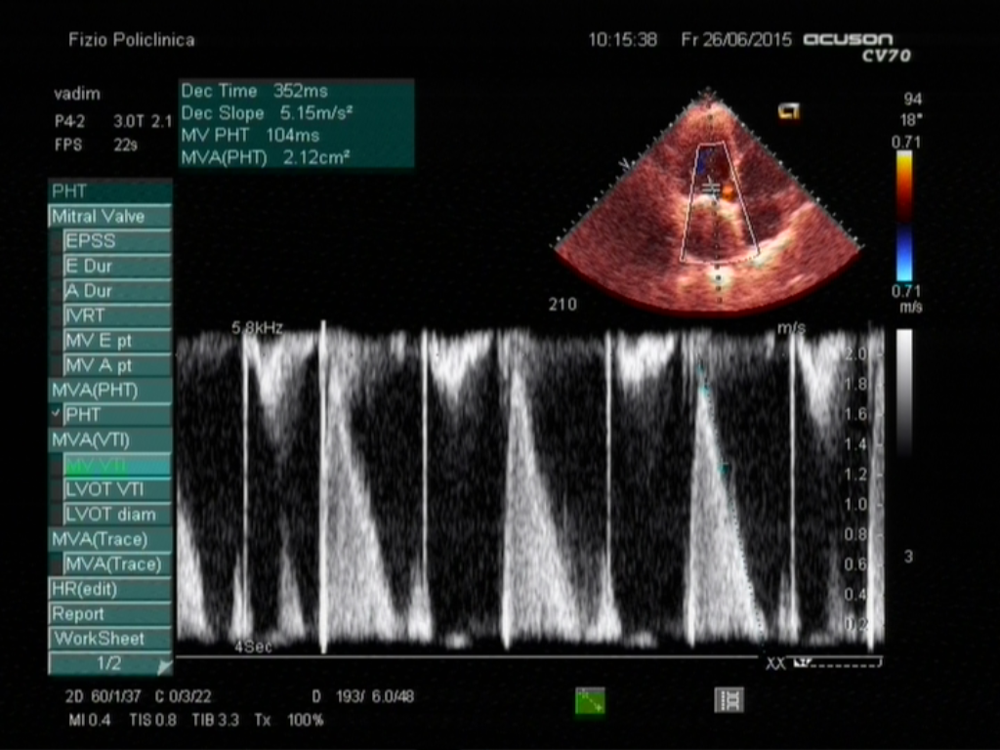 Fizio Policlinica
10:15:38 Fr 26/06/2015 acuson
CV70
vadim
P4-2 3.0T 2.1
FPS 22s
Dec Time 352ms
Dec Slope 5.15m/s²
MV PHT 104ms
MVA(PHT) 2.12cm²
94
18°
0.71
0.71
m/s
PHT
Mitral Valve
EPSS
E Dur
A Dur
IVRT
MV E pt
MV A pt
MVA(PHT)
PHT
MVA(VTI)
MV VTI
LVOT VTI
LVOT diam
MVA(Trace)
MVA(Trace)
HR(edit)
Report
WorkSheet
1/2
V
210
5.8kHz
m/s
2.0
1.8
1.6
1.4
1.2
1.0
0.8
0.6
0.4
0.2
3
4Sec
XX
2D 60/1/37 C 0/3/22 D 193/ 6.0/48
MI 0.4 TIS 0.8 TIB 3.3 Tx 100%